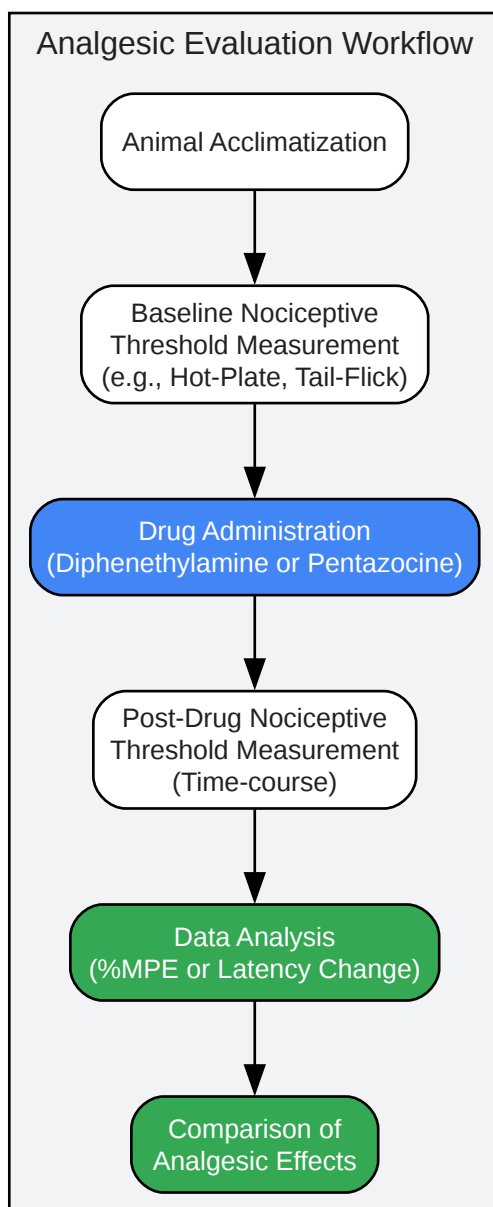 Analgesic Evaluation Workflow
Animal Acclimatization
Baseline Nociceptive
Threshold Measurement
(e.g., Hot-Plate, Tail-Flick)
Drug Administration
(Diphenethylamine or Pentazocine)
Post-Drug Nociceptive
Threshold Measurement
(Time-course)
Data Analysis
(%MPE or Latency Change)
Comparison of
Analgesic Effects